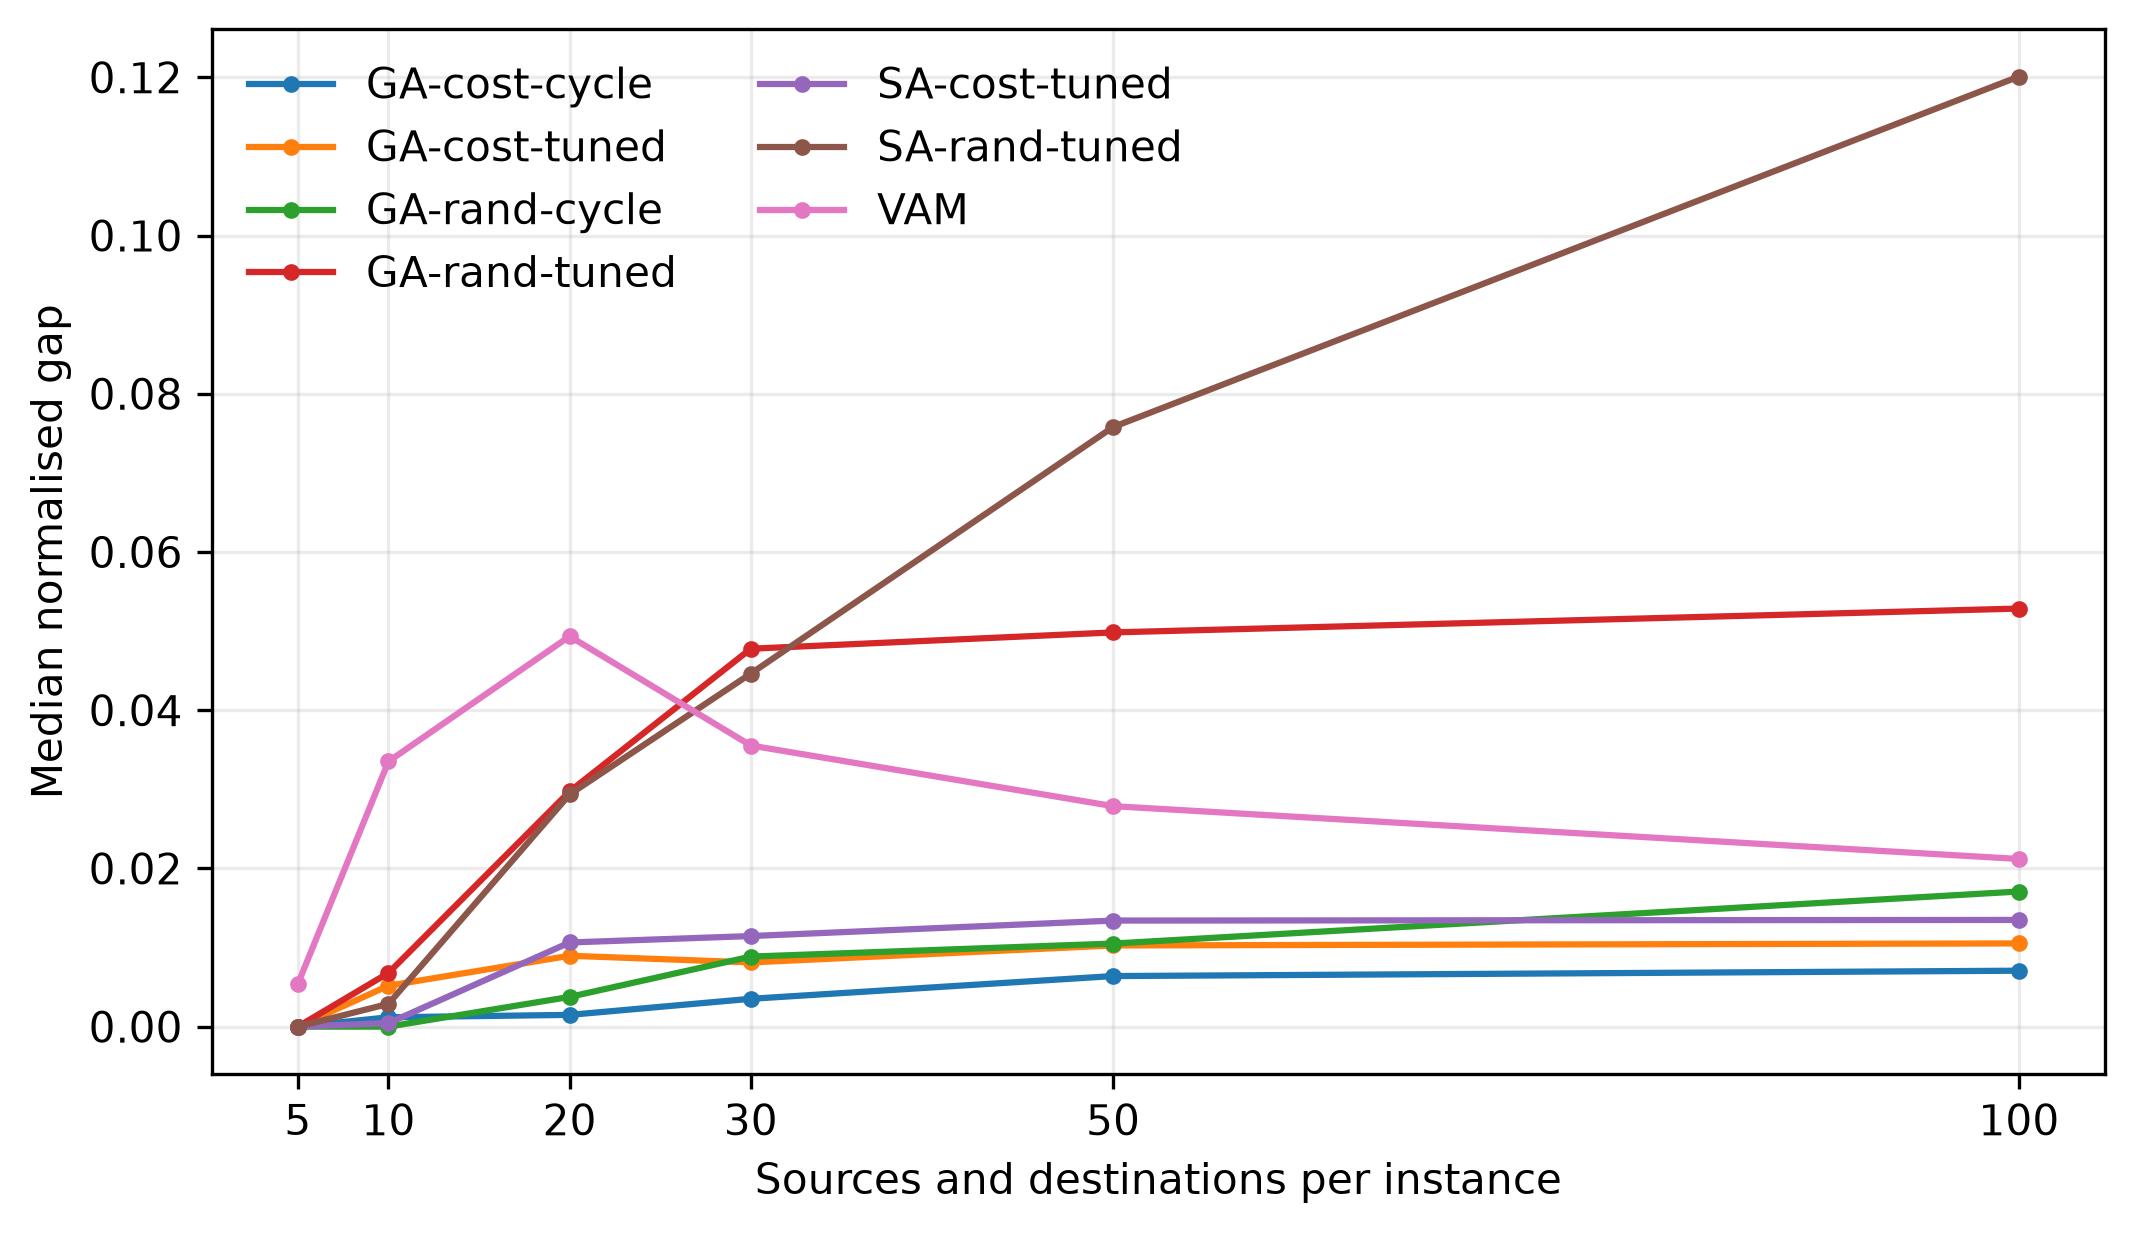 0.12
0.10
0.08
0.06
0.04
0.02
0.00
Median normalised gap
GA-cost-cycle
GA-cost-tuned
GA-rand-cycle
GA-rand-tuned
SA-cost-tuned
SA-rand-tuned
VAM
5 10 20 30 50 100
Sources and destinations per instance